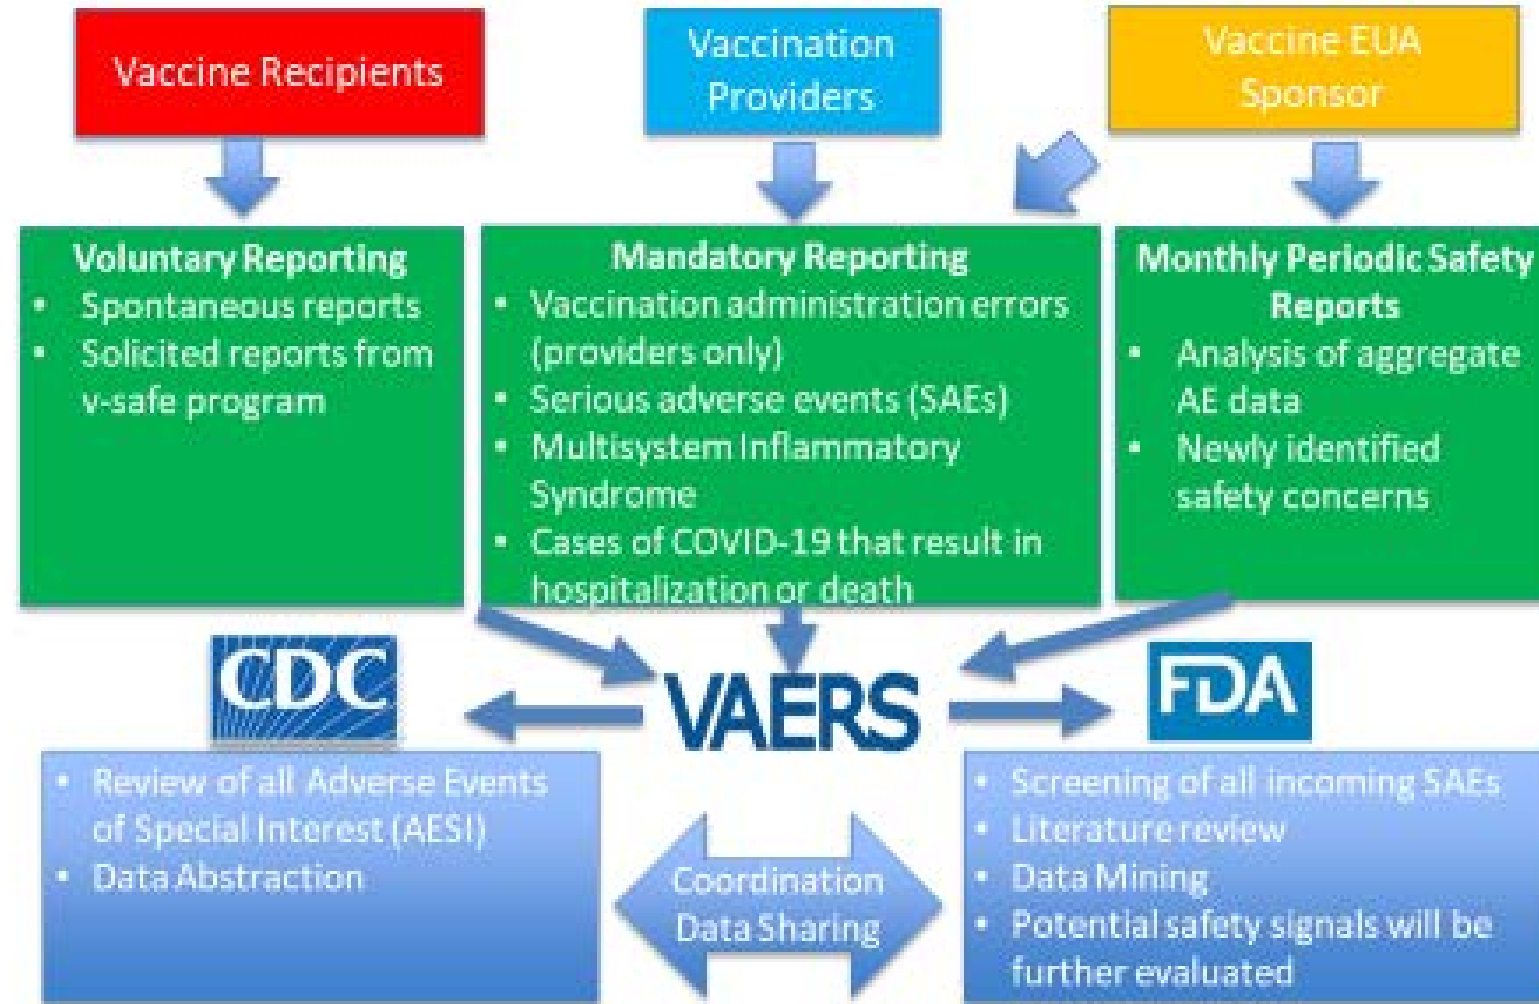 Vaccine Recipients
Vaccination
Providers
Vaccine EUA
Sponsor
Voluntary Reporting
• Spontaneous reports
• Solicited reports from
v-safe program
Mandatory Reporting
• Vaccination administration errors
(providers only)
• Serious adverse events (SAEs)
• Multisystem Inflammatory
Syndrome
• Cases of COVID-19 that result in
hospitalization or death
Monthly Periodic Safety
Reports
• Analysis of aggregate
AE data
• Newly identified
safety concerns
CDC
VAERS
FDA
• Review of all Adverse Events
of Special Interest (AESI)
• Data Abstraction
Coordination
Data Sharing
• Screening of all incoming SAEs
• Literature review
• Data Mining
• Potential safety signals will be
further evaluated